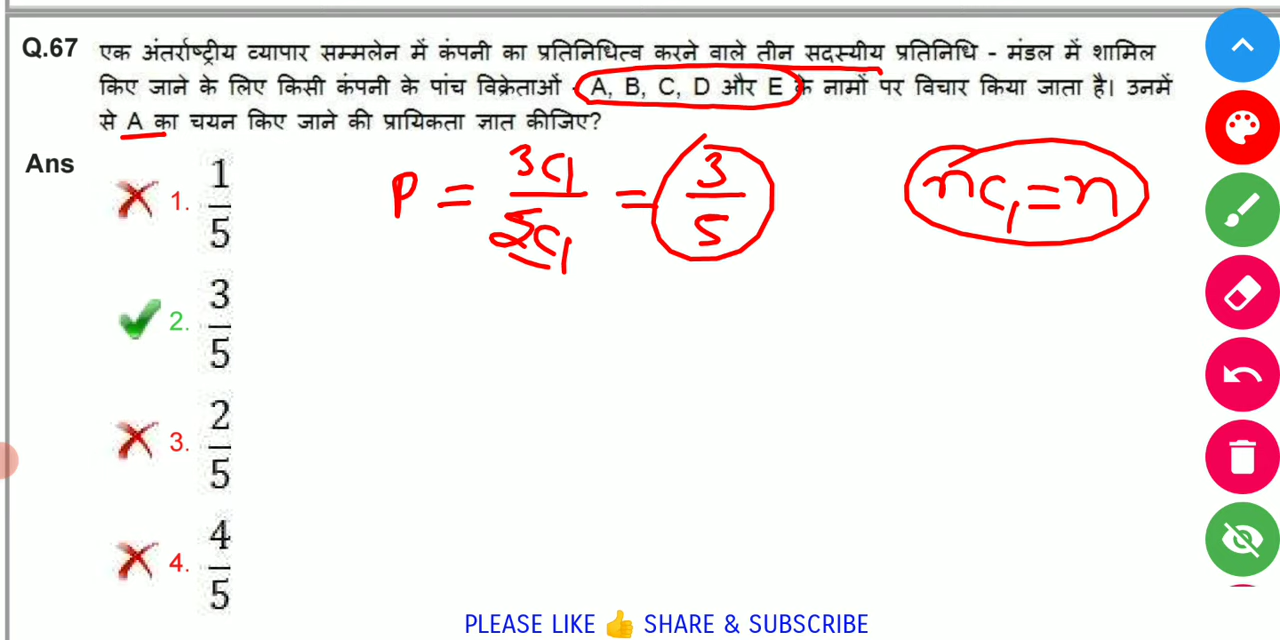 Q.67 एक अंतर्राष्ट्रीय व्यापार सम्मलेन में कंपनी का प्रतिनिधित्व करने वाले तीन सदस्यीय प्रतिनिधि - मंडल में शामिल
किए जाने के लिए किसी कंपनी के पांच विक्रेताओं - A, B, C, D और E के नामों पर विचार किया जाता है। उनमें
से A का चयन किए जाने की प्रायिकता ज्ञात कीजिए?
Ans
1. 1/5
P = 3C1/5C1 = 3/5
nC1 = n
2. 3/5
3. 2/5
4. 4/5
PLEASE LIKE 👍 SHARE & SUBSCRIBE